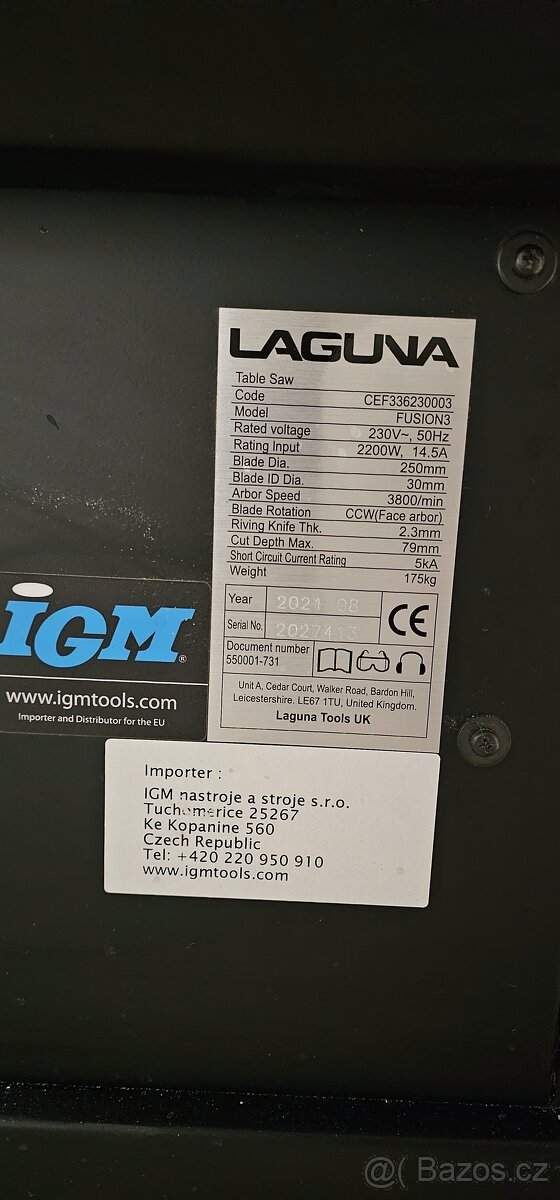 LAGUNA
Table Saw
Code CEF336230003
Model FUSION3
Rated voltage 230V~, 50Hz
Rating Input 2200W, 14.5A
Blade Dia. 250mm
Blade ID Dia. 30mm
Arbor Speed 3800/min
Blade Rotation CCW(Face arbor)
Riving Knife Thk. 2.3mm
Cut Depth Max. 79mm
Short Circuit Current Rating 5kA
Weight 175kg
Year 2021 08
Serial No.
CE
Document number
550001-731
Unit A, Cedar Court, Walker Road, Bardon Hill,
Leicestershire. LE67 1TU, United Kingdom.
Laguna Tools UK
IGM®
www.igmtools.com
Importer and Distributor for the EU
Importer :
IGM nastroje a stroje s.r.o.
Tuchomerice 25267
Ke Kopanine 560
Czech Republic
Tel: +420 220 950 910
www.igmtools.com
@( Bazos.cz